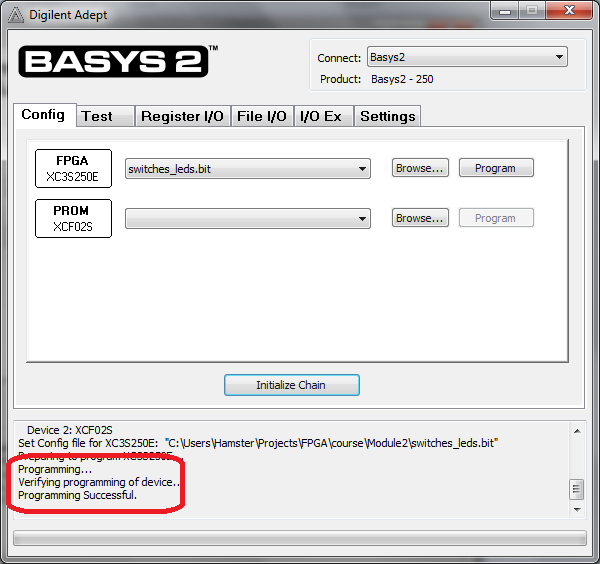 Digilent Adept
BASYS 2™
Connect: Basys2
Product: Basys2 - 250
Config Test Register I/O File I/O I/O Ex Settings
FPGA
XC3S250E
switches_leds.bit Browse... Program
PROM
XCF02S
Browse... Program
Initialize Chain
Device 2: XCF02S
Set Config file for XC3S250E: "C:\Users\Hamster\Projects\FPGA\course\Module2\switches_leds.bit"
Preparing to program XC3S250E...
Programming...
Verifying programming of device...
Programming Successful.